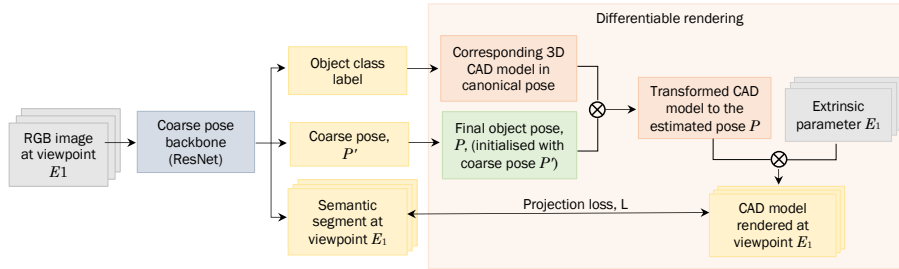 Differentiable rendering
RGB image
at viewpoint
E1
Coarse pose
backbone
(ResNet)
Object class
label
Coarse pose,
P′
Semantic
segment at
viewpoint E₁
Corresponding 3D
CAD model in
canonical pose
Final object pose,
P, (initialised with
coarse pose P′)
Transformed CAD
model to the
estimated pose P
Extrinsic
parameter E₁
Projection loss, L
CAD model
rendered at
viewpoint E₁